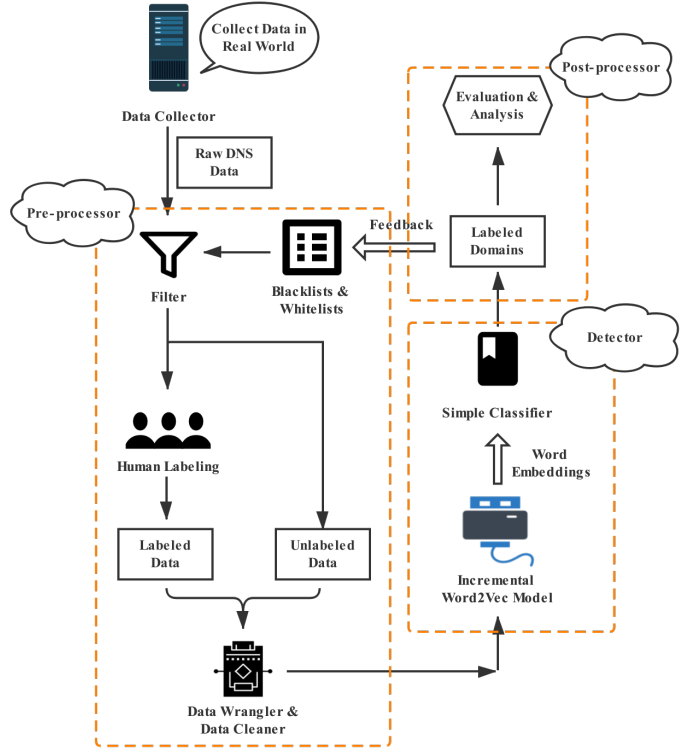 Collect Data in
Real World
Data Collector
Raw DNS
Data
Pre-processor
Filter
Blacklists &
Whitelists
Human Labeling
Labeled
Data
Unlabeled
Data
Data Wrangler &
Data Cleaner
Post-processor
Evaluation &
Analysis
Feedback
Labeled
Domains
Detector
Simple Classifier
Word
Embeddings
Incremental
Word2Vec Model